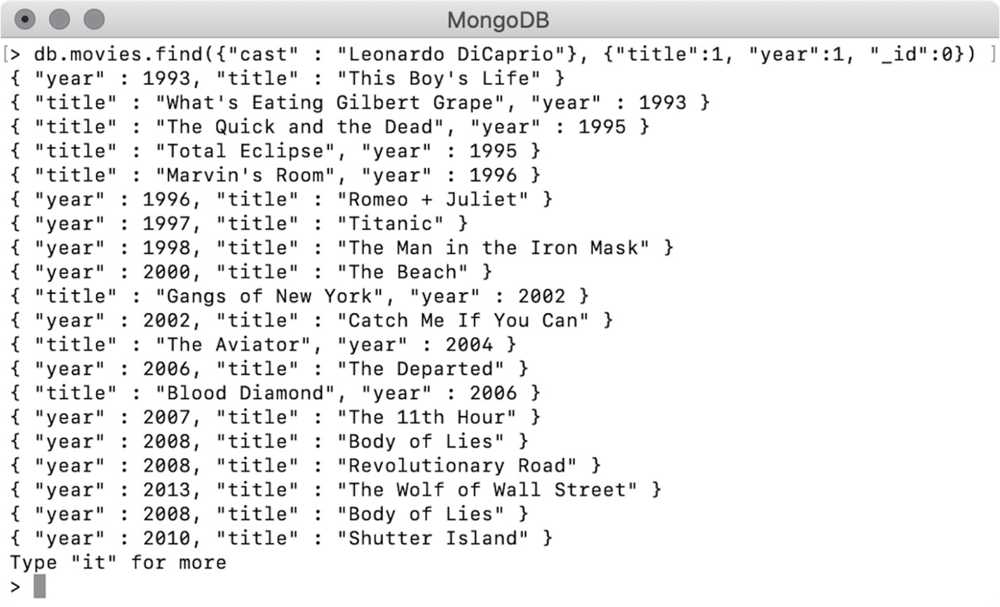 MongoDB
[> db.movies.find({"cast" : "Leonardo DiCaprio"}, {"title":1, "year":1, "_id":0}) ]
{ "year" : 1993, "title" : "This Boy's Life" }
{ "title" : "What's Eating Gilbert Grape", "year" : 1993 }
{ "title" : "The Quick and the Dead", "year" : 1995 }
{ "title" : "Total Eclipse", "year" : 1995 }
{ "title" : "Marvin's Room", "year" : 1996 }
{ "year" : 1996, "title" : "Romeo + Juliet" }
{ "year" : 1997, "title" : "Titanic" }
{ "year" : 1998, "title" : "The Man in the Iron Mask" }
{ "year" : 2000, "title" : "The Beach" }
{ "title" : "Gangs of New York", "year" : 2002 }
{ "year" : 2002, "title" : "Catch Me If You Can" }
{ "title" : "The Aviator", "year" : 2004 }
{ "year" : 2006, "title" : "The Departed" }
{ "title" : "Blood Diamond", "year" : 2006 }
{ "year" : 2007, "title" : "The 11th Hour" }
{ "year" : 2008, "title" : "Body of Lies" }
{ "year" : 2008, "title" : "Revolutionary Road" }
{ "year" : 2013, "title" : "The Wolf of Wall Street" }
{ "year" : 2008, "title" : "Body of Lies" }
{ "year" : 2010, "title" : "Shutter Island" }
Type "it" for more
>